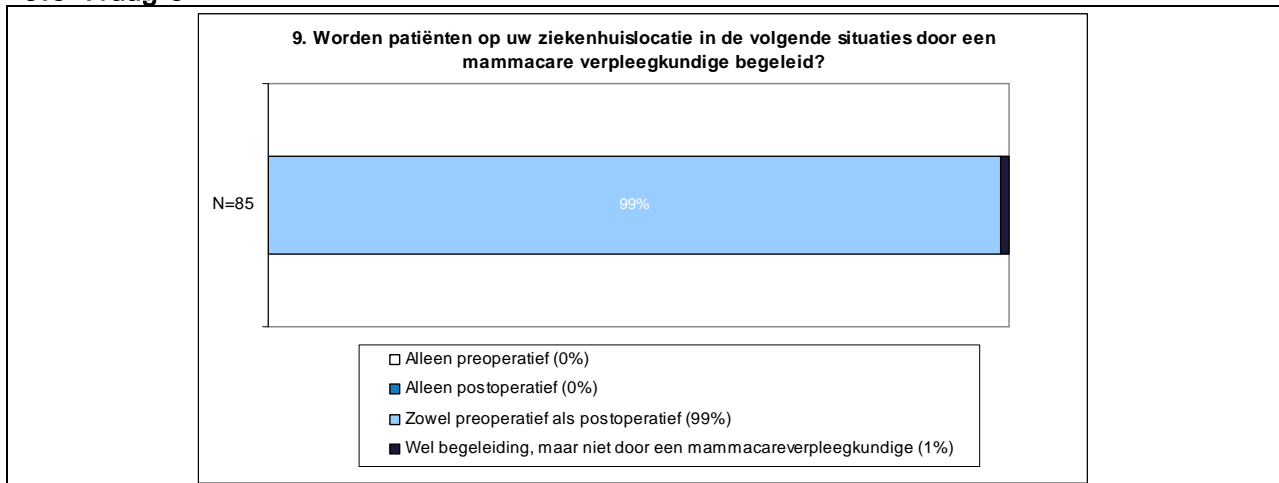 9. Worden patiënten op uw ziekenhuislocatie in de volgende situaties door een
mammacare verpleegkundige begeleid?
N=85
99%
Alleen preoperatief (0%)
Alleen postoperatief (0%)
Zowel preoperatief als postoperatief (99%)
Wel begeleiding, maar niet door een mammacareverpleegkundige (1%)